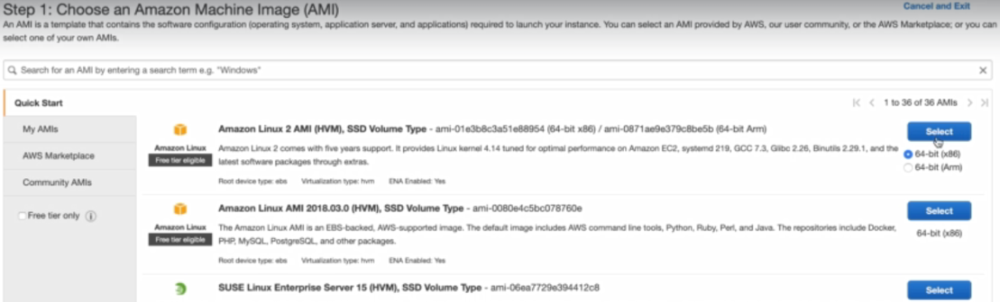 Step 1: Choose an Amazon Machine Image (AMI)
Cancel and Exit
An AMI is a template that contains the software configuration (operating system, application server, and applications) required to launch your instance. You can select an AMI provided by AWS, our user community, or the AWS Marketplace; or you can
select one of your own AMIs.
Search for an AMI by entering a search term e.g. "Windows"
Quick Start
1 to 36 of 36 AMIs
My AMIs
AWS Marketplace
Community AMIs
Free tier only
Amazon Linux
Free tier eligible
Amazon Linux 2 AMI (HVM), SSD Volume Type - ami-01e3b8c3a51e88954 (64-bit x86) / ami-0871ae9e379c8be5b (64-bit Arm)
Amazon Linux 2 comes with five years support. It provides Linux kernel 4.14 tuned for optimal performance on Amazon EC2, systemd 219, GCC 7.3, Glibc 2.26, Binutils 2.29.1, and the
latest software packages through extras.
Root device type: ebs Virtualization type: hvm ENA Enabled: Yes
Select
64-bit (x86)
64-bit (Arm)
Amazon Linux
Free tier eligible
Amazon Linux AMI 2018.03.0 (HVM), SSD Volume Type - ami-0080e4c5bc078760e
The Amazon Linux AMI is an EBS-backed, AWS-supported image. The default image includes AWS command line tools, Python, Ruby, Perl, and Java. The repositories include Docker,
PHP, MySQL, PostgreSQL, and other packages.
Root device type: ebs Virtualization type: hvm ENA Enabled: Yes
Select
64-bit (x86)
SUSE Linux Enterprise Server 15 (HVM), SSD Volume Type - ami-06ea7729e394412c8
Select